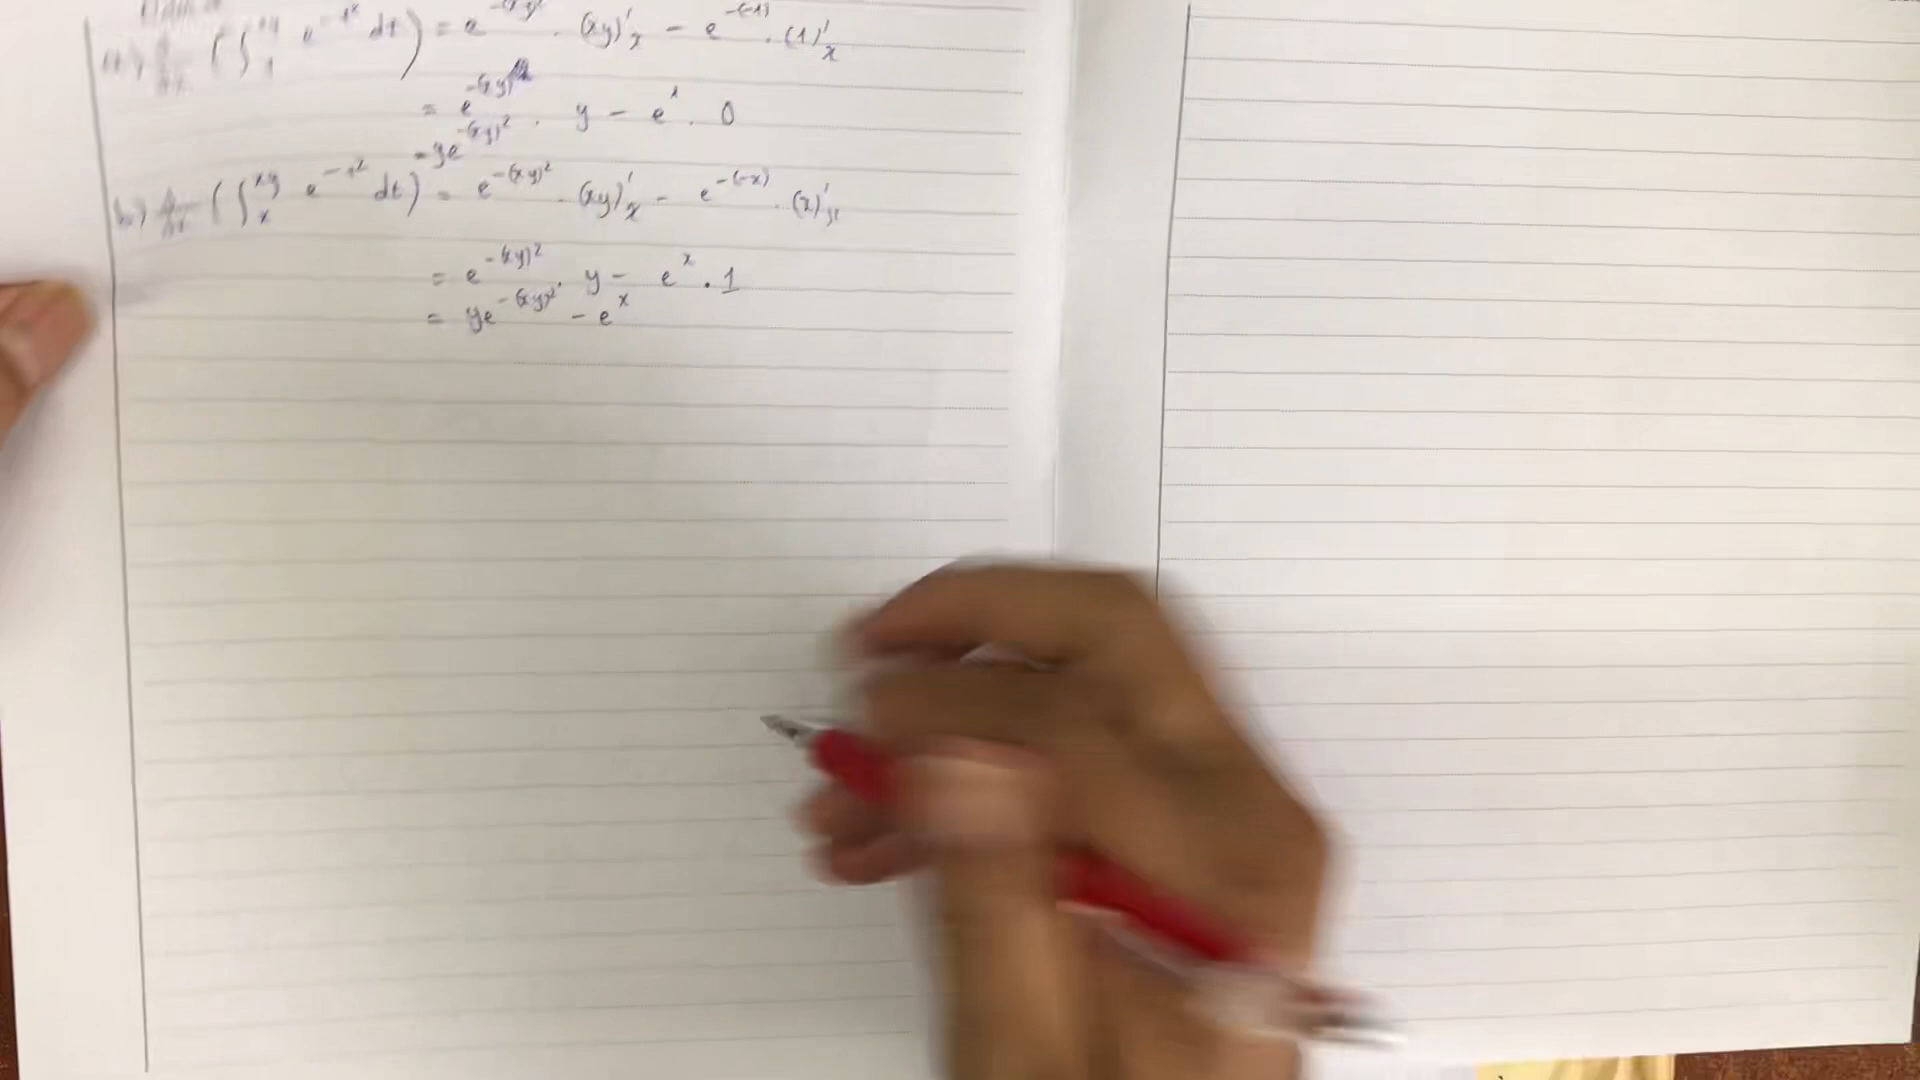 a) d/dx (∫₁^xy e^-t² dt) = e^-(xy)² . (xy)'ₓ - e^-(-1) . (1)'ₓ
= e^-(xy)² . y - e¹ . 0
= ye^-(xy)²
b) d/dx (∫ₓ^xy e^-t² dt) = e^-(xy)² . (xy)'ₓ - e^-(-x) . (x)'ₓ
= e^-(xy)² . y - e^x . 1
= ye^-(xy)² - e^x